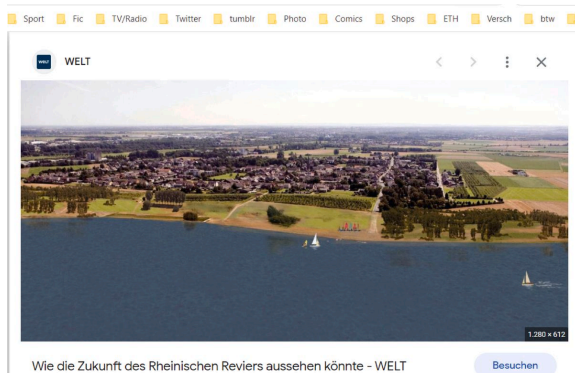 Sport Fic TV/Radio Twitter tumblr Photo Comics Shops ETH Versch btw
WELT WELT
1.280 × 612
Wie die Zukunft des Rheinischen Reviers aussehen könnte - WELT Besuchen